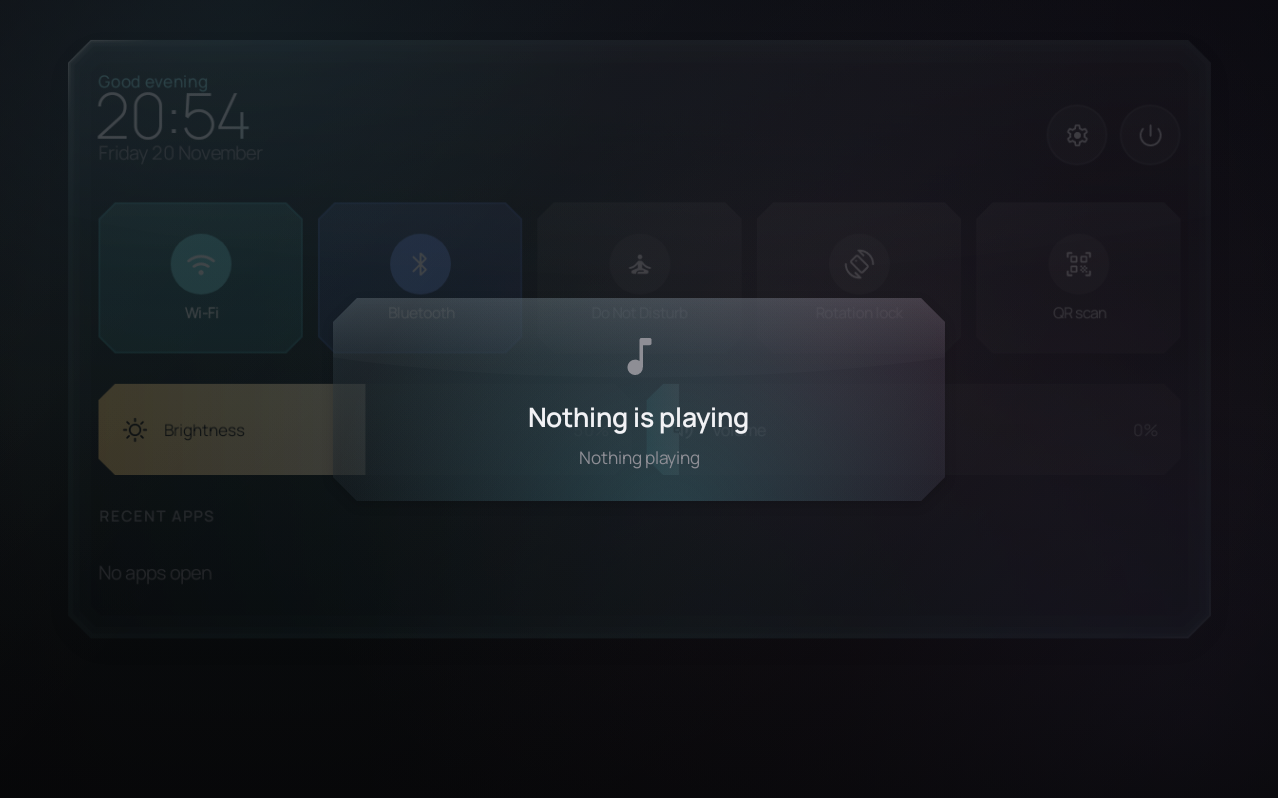 Good evening
20:54
Friday 20 November
Wi-Fi
Bluetooth
Do Not Disturb
Rotation lock
QR scan
Nothing is playing
Nothing playing
Brightness
Volume
0%
RECENT APPS
No apps open